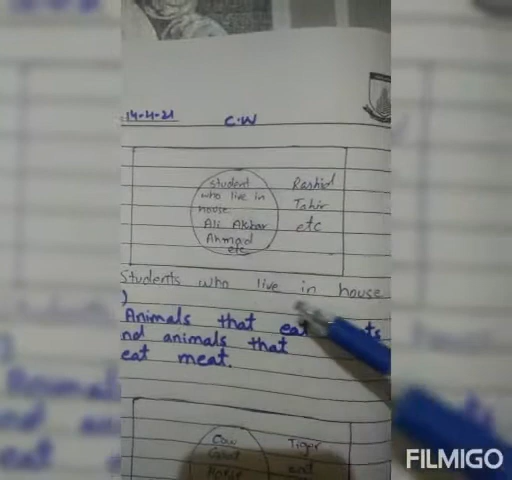 14-4-21 C.W
Student
who live in
house
Ali Akbar
Ahmad
etc
Rashid
Tahir
etc
Students who live in house
Animals that eat
nd animals that
eat meat.
Cow
Goat
Horse
Tiger
FILMIGO